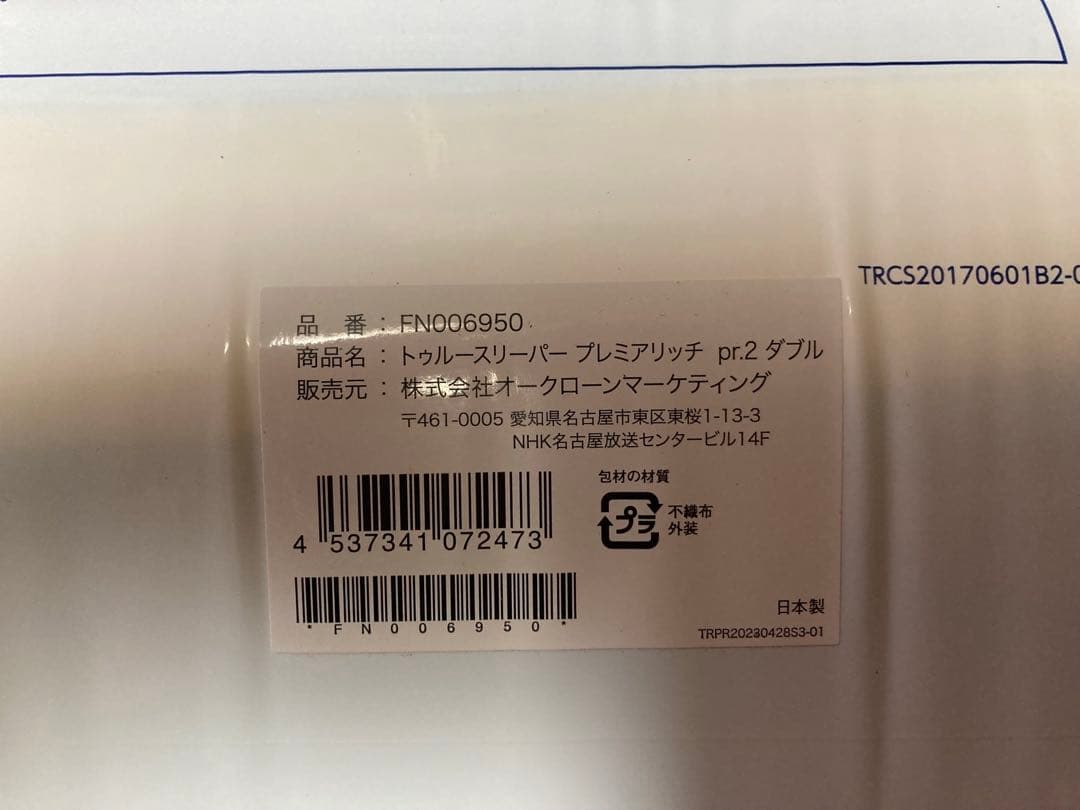 TRCS20170601B2-0
品 番 : FN006950
商品名 : トゥルースリーパー プレミアリッチ pr.2 ダブル
販売元 : 株式会社オークローンマーケティング
〒461-0005 愛知県名古屋市東区東桜1-13-3
NHK名古屋放送センタービル14F
包材の材質
プラ
不織布
外装
4 537341 072473
*FN006950*
日本製
TRPR20230428S3-01